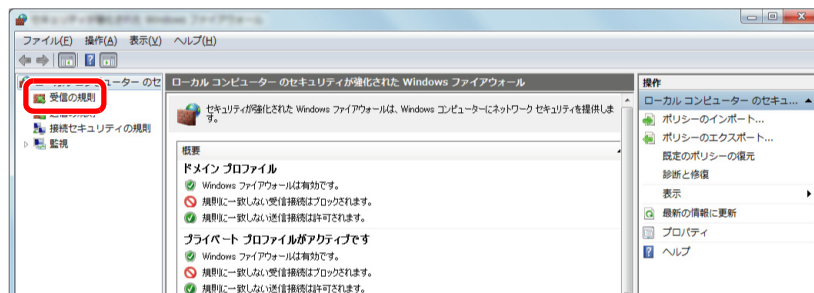 ファイル(F) 操作(A) 表示(V) ヘルプ(H)
ローカル コンピューター のセ
受信の規則
送信の規則
接続セキュリティの規則
監視
ローカル コンピューター のセキュリティが強化された Windows ファイアウォール
セキュリティが強化された Windows ファイアウォールは、Windows コンピューターにネットワーク セキュリティを提供しま
す。
概要
ドメイン プロファイル
Windows ファイアウォールは有効です。
規則に一致しない受信接続はブロックされます。
規則に一致しない送信接続は許可されます。
プライベート プロファイルがアクティブです
Windows ファイアウォールは有効です。
規則に一致しない受信接続はブロックされます。
規則に一致しない送信接続は許可されます。
操作
ローカル コンピューター のセキュ...
ポリシーのインポート...
ポリシーのエクスポート...
既定のポリシーの復元
診断と修復
表示
最新の情報に更新
プロパティ
ヘルプ